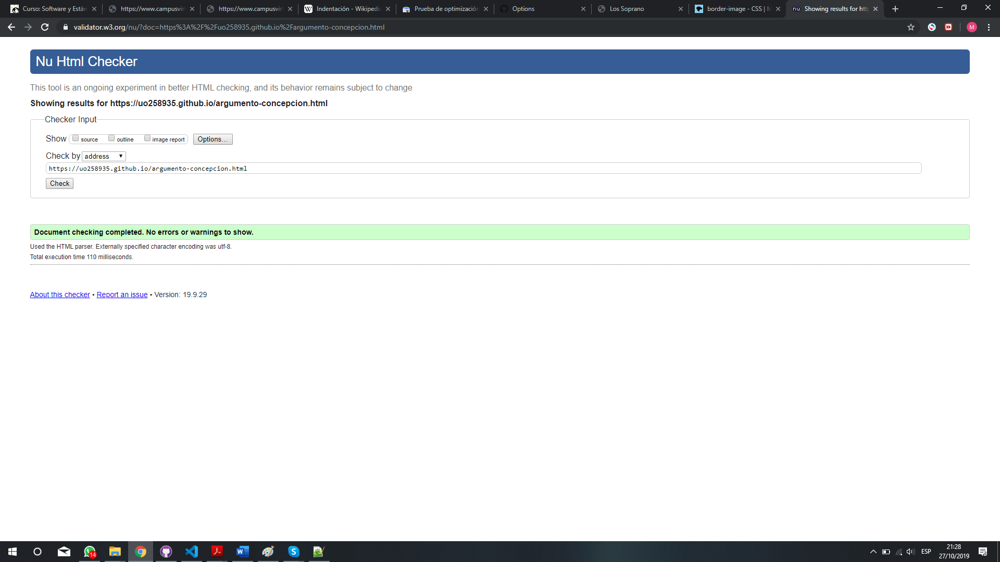 Curso: Software y Están
https://www.campusvir
https://www.campusvir
Indentación - Wikipedi
Prueba de optimización
Options
Los Soprano
border-image - CSS | M
nu Showing results for htt
validator.w3.org/nu/?doc=https%3A%2F%2Fuo258935.github.io%2Fargumento-concepcion.html
M
Nu Html Checker
This tool is an ongoing experiment in better HTML checking, and its behavior remains subject to change
Showing results for https://uo258935.github.io/argumento-concepcion.html
Checker Input
Show source outline image report Options...
Check by address
https://uo258935.github.io/argumento-concepcion.html
Check
Document checking completed. No errors or warnings to show.
Used the HTML parser. Externally specified character encoding was utf-8.
Total execution time 110 milliseconds.
About this checker • Report an issue • Version: 19.9.29
14
ESP
21:28
27/10/2019